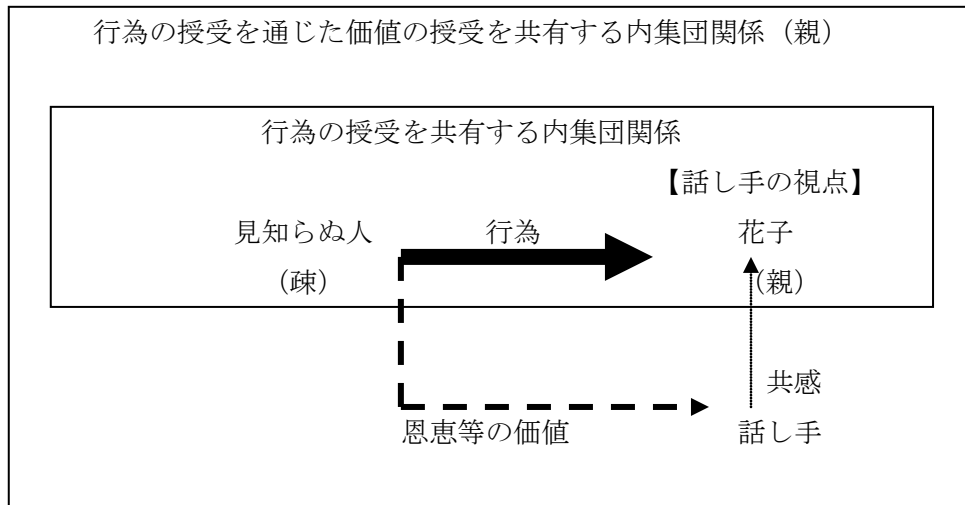 行為の授受を通じた価値の授受を共有する内集団関係（親）
行為の授受を共有する内集団関係
【話し手の視点】
見知らぬ人 行為 花子
（疎） （親）
共感
恩恵等の価値 話し手